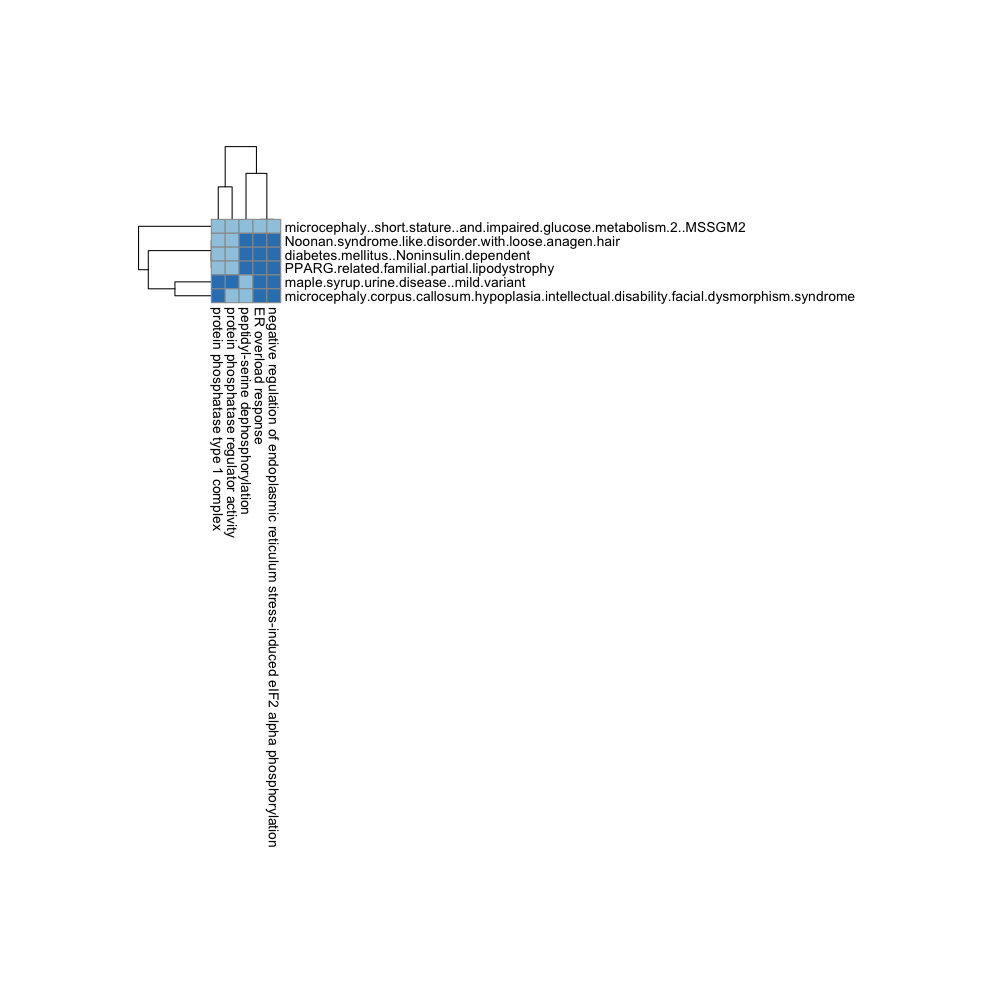 microcephaly..short.stature..and.impaired.glucose.metabolism.2..MSSGM2
Noonan.syndrome.like.disorder.with.loose.anagen.hair
diabetes.mellitus..Noninsulin.dependent
PPARG.related.familial.partial.lipodystrophy
maple.syrup.urine.disease..mild.variant
microcephaly.corpus.callosum.hypoplasia.intellectual.disability.facial.dysmorphism.syndrome
protein phosphatase type 1 complex
protein phosphatase regulator activity
peptidyl-serine dephosphorylation
ER overload response
negative regulation of endoplasmic reticulum stress-induced eIF2 alpha phosphorylation